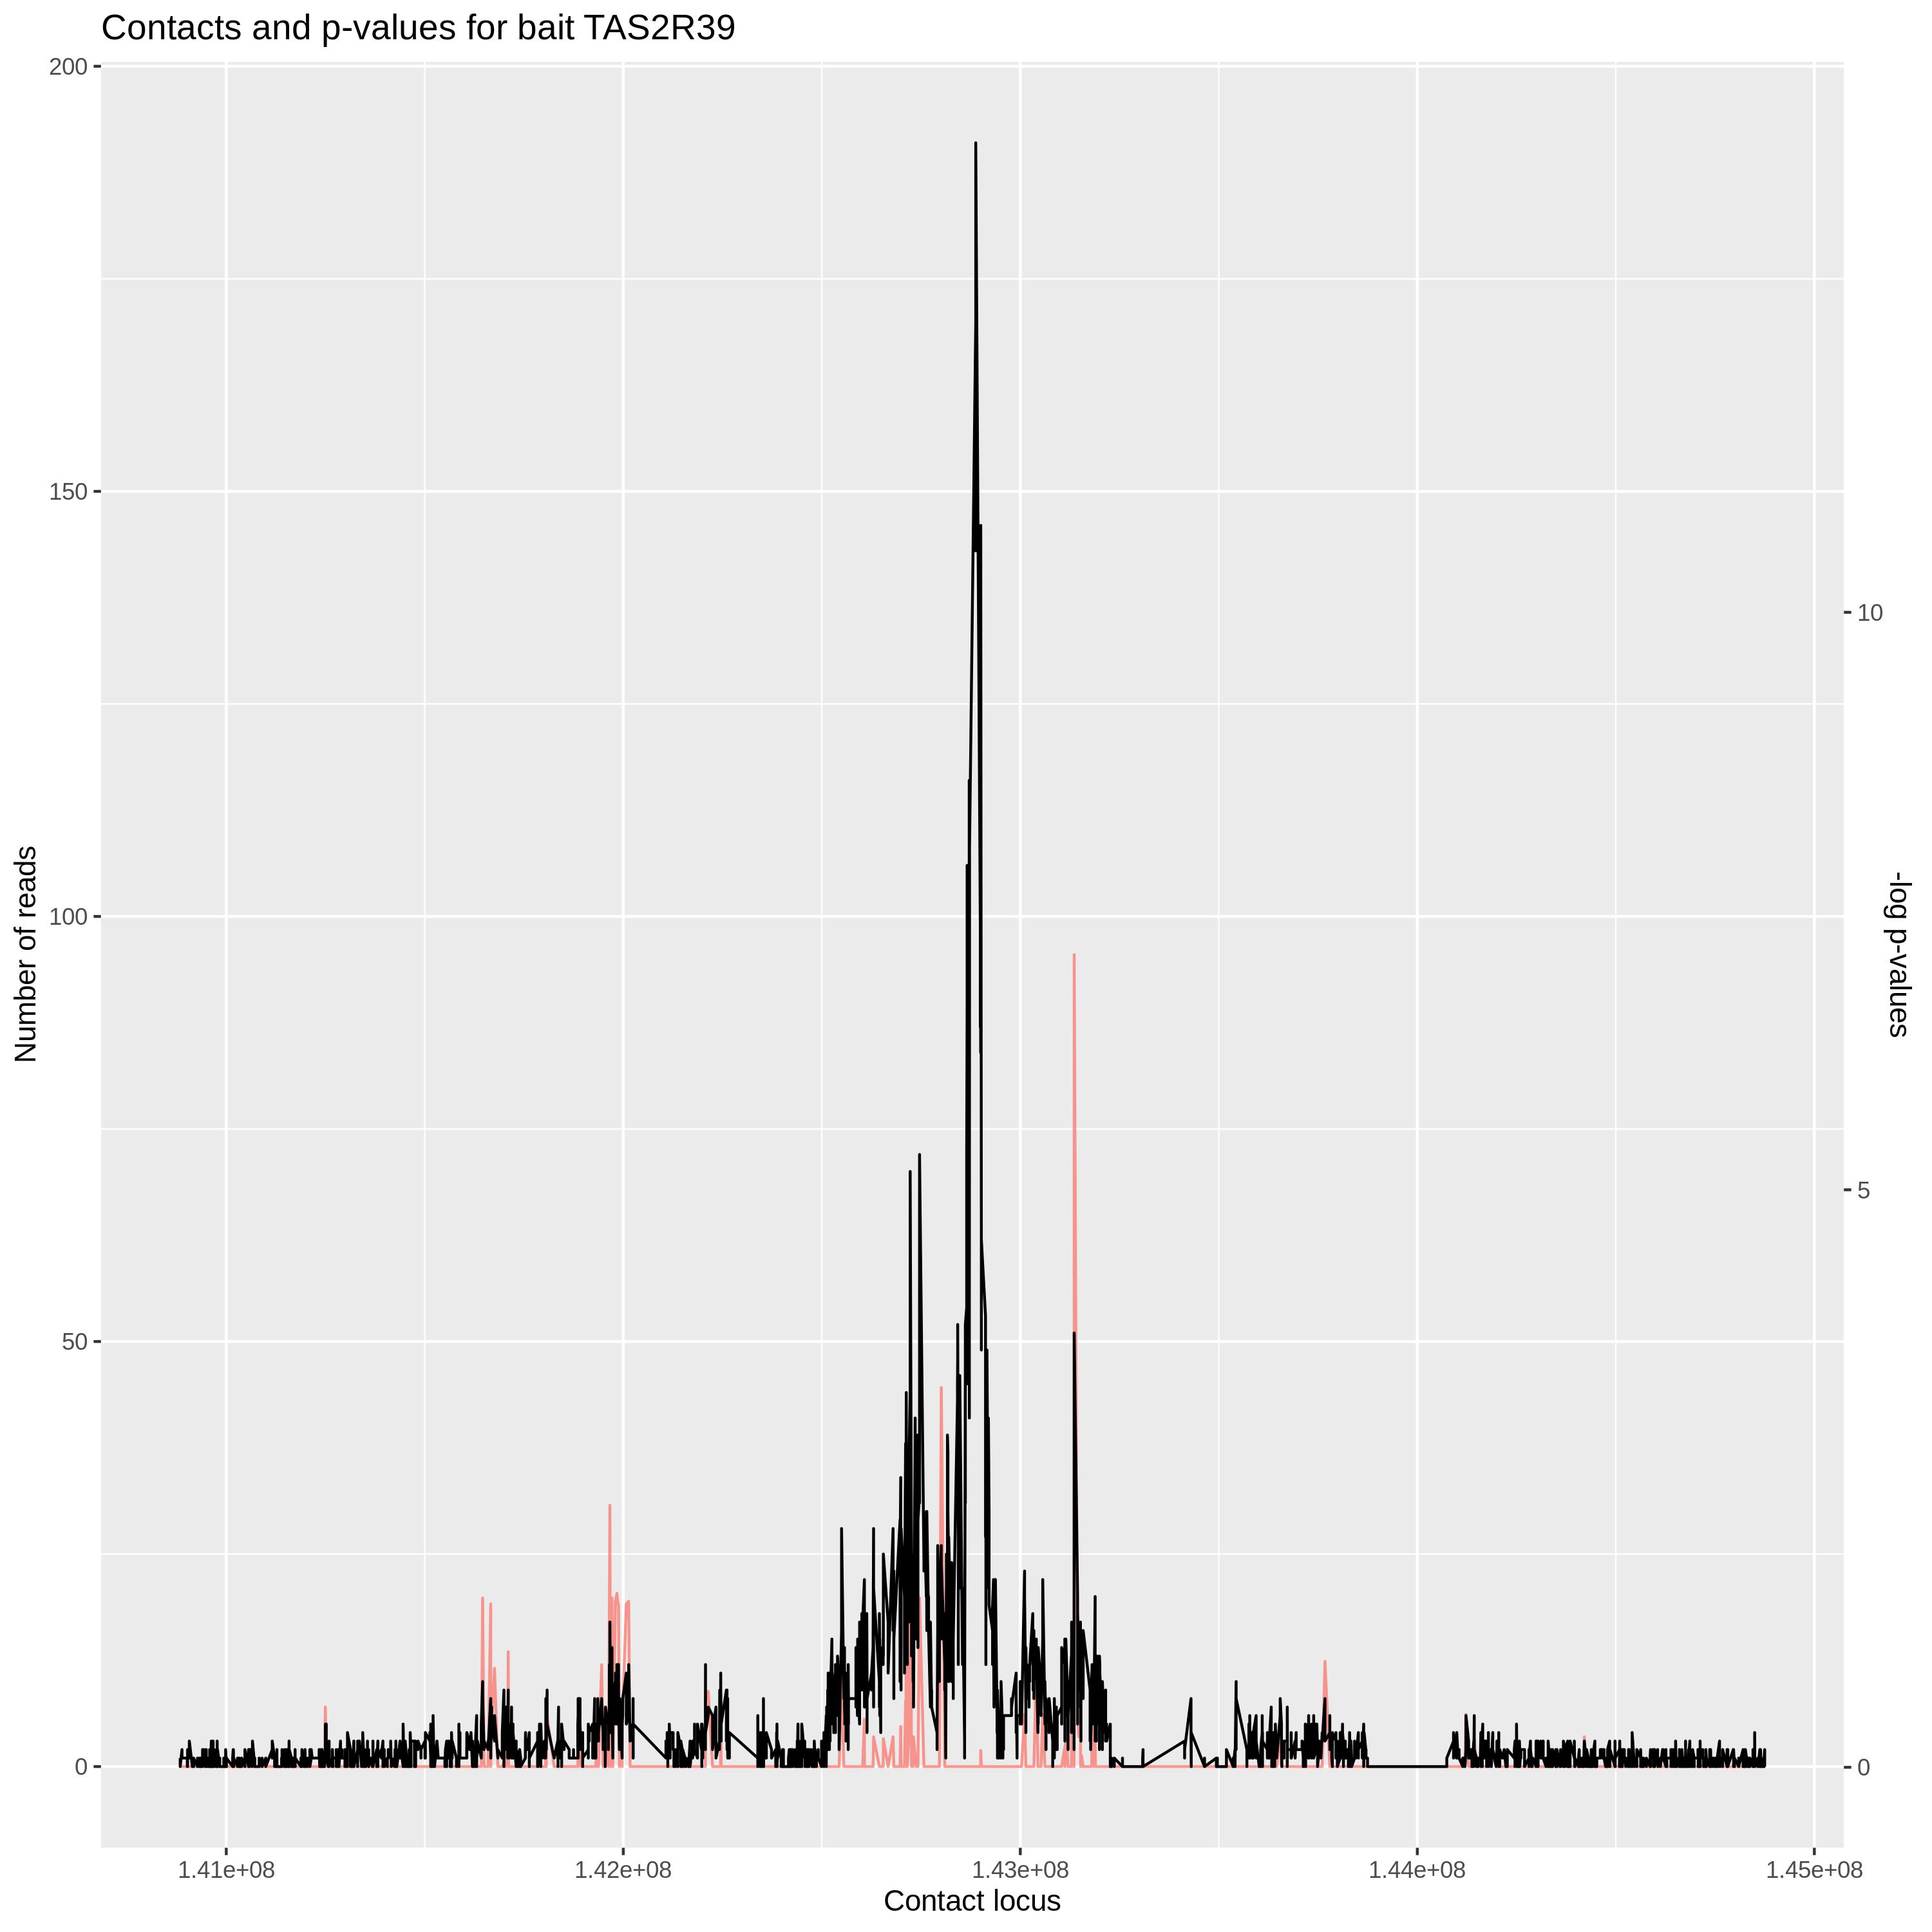 Contacts and p-values for bait TAS2R39
200
150
100
50
0
Number of reads
10
5
0
-log p-values
1.41e+08
1.42e+08
1.43e+08
1.44e+08
1.45e+08
Contact locus